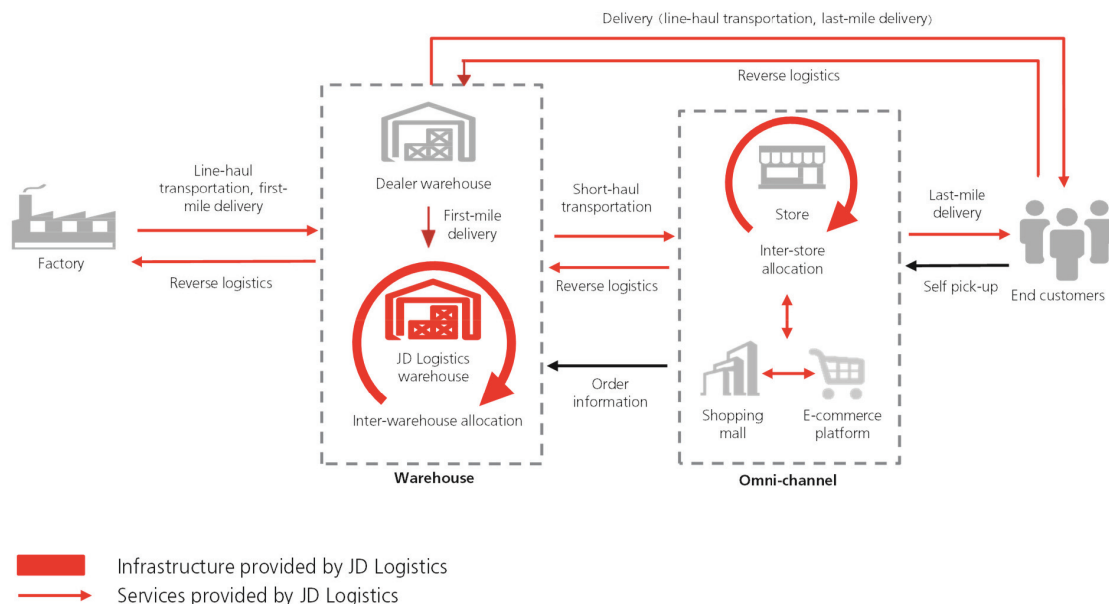 Delivery (line-haul transportation, last-mile delivery)
Reverse logistics
Line-haul
transportation, first-
mile delivery
Factory
Reverse logistics
Dealer warehouse
First-mile
delivery
JD Logistics
warehouse
Inter-warehouse allocation
Warehouse
Short-haul
transportation
Reverse logistics
Order
information
Store
Inter-store
allocation
Shopping
mall
E-commerce
platform
Omni-channel
Last-mile
delivery
Self pick-up
End customers
Infrastructure provided by JD Logistics
Services provided by JD Logistics